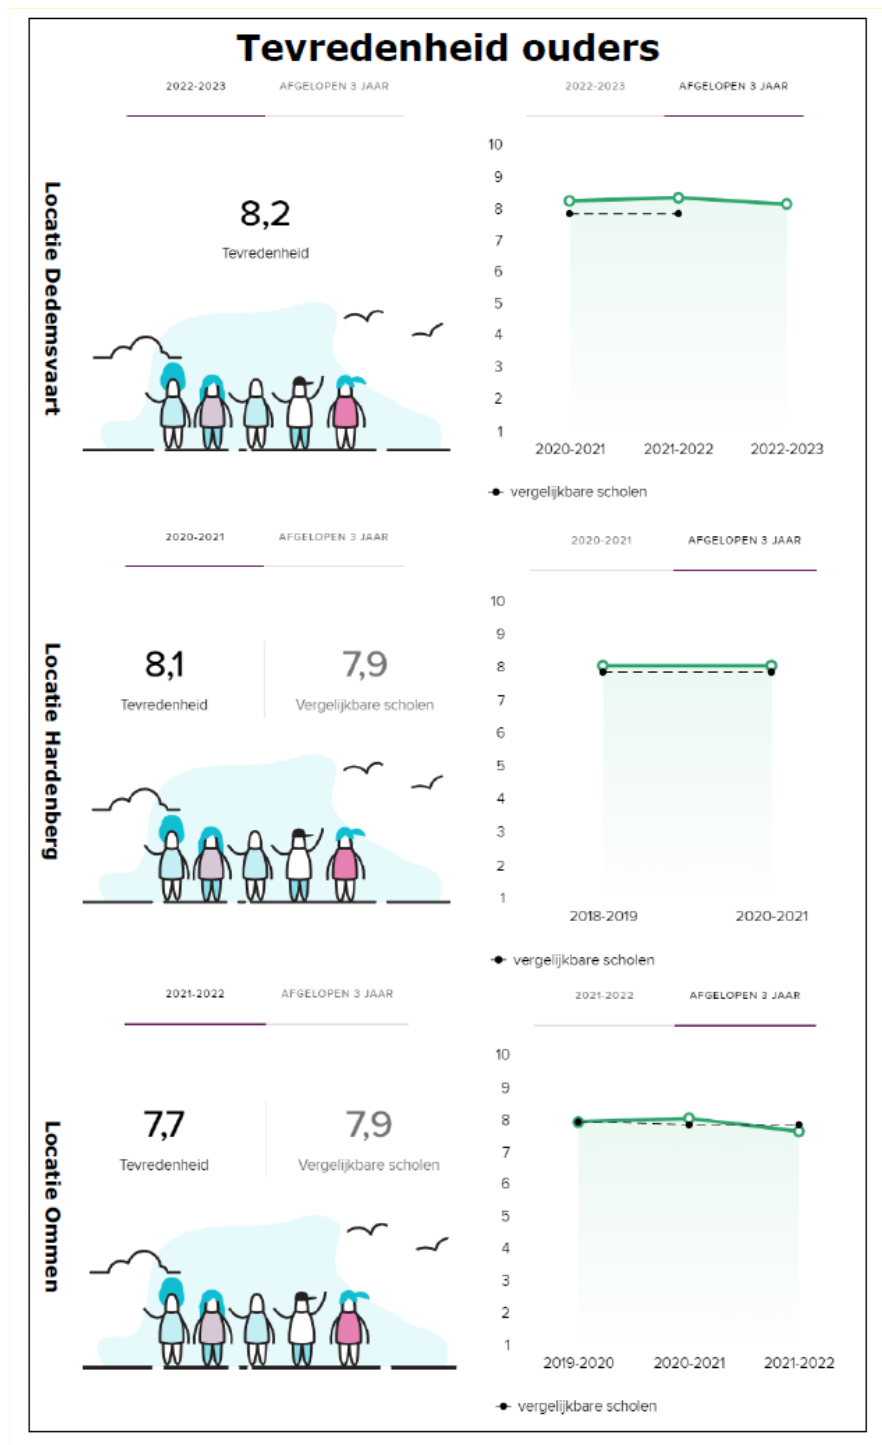 Tevredenheid ouders
Locatie Dedemsvaart
2022-2023 AFGELOPEN 3 JAAR
8,2
Tevredenheid
2022-2023 AFGELOPEN 3 JAAR
10
9
8
7
6
5
4
3
2
1
2020-2021 2021-2022 2022-2023
vergelijkbare scholen
Locatie Hardenberg
2020-2021 AFGELOPEN 3 JAAR
8,1 7,9
Tevredenheid Vergelijkbare scholen
2020-2021 AFGELOPEN 3 JAAR
10
9
8
7
6
5
4
3
2
1
2018-2019 2020-2021
vergelijkbare scholen
Locatie Ommen
2021-2022 AFGELOPEN 3 JAAR
7,7 7,9
Tevredenheid Vergelijkbare scholen
2021-2022 AFGELOPEN 3 JAAR
10
9
8
7
6
5
4
3
2
1
2019-2020 2020-2021 2021-2022
vergelijkbare scholen